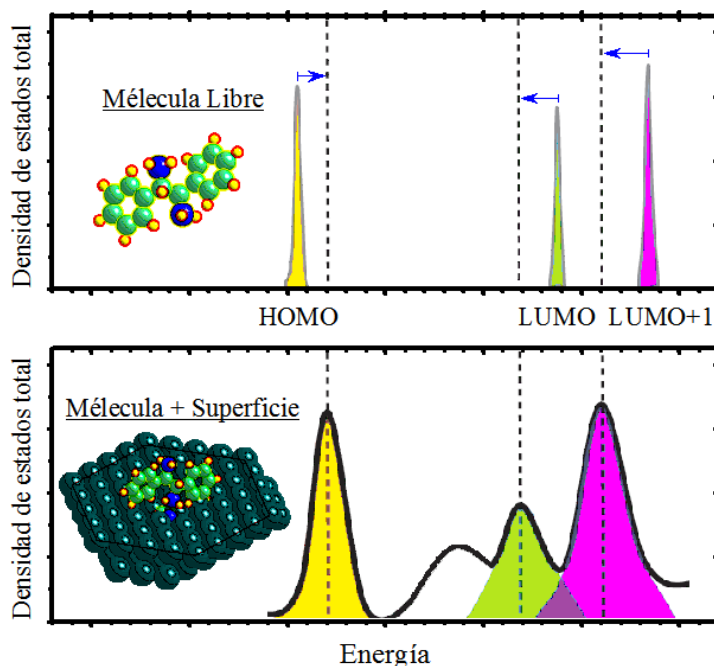 Densidad de estados total
Mélecula Libre
HOMO
LUMO
LUMO+1
Densidad de estados total
Mélecula + Superficie
Energía